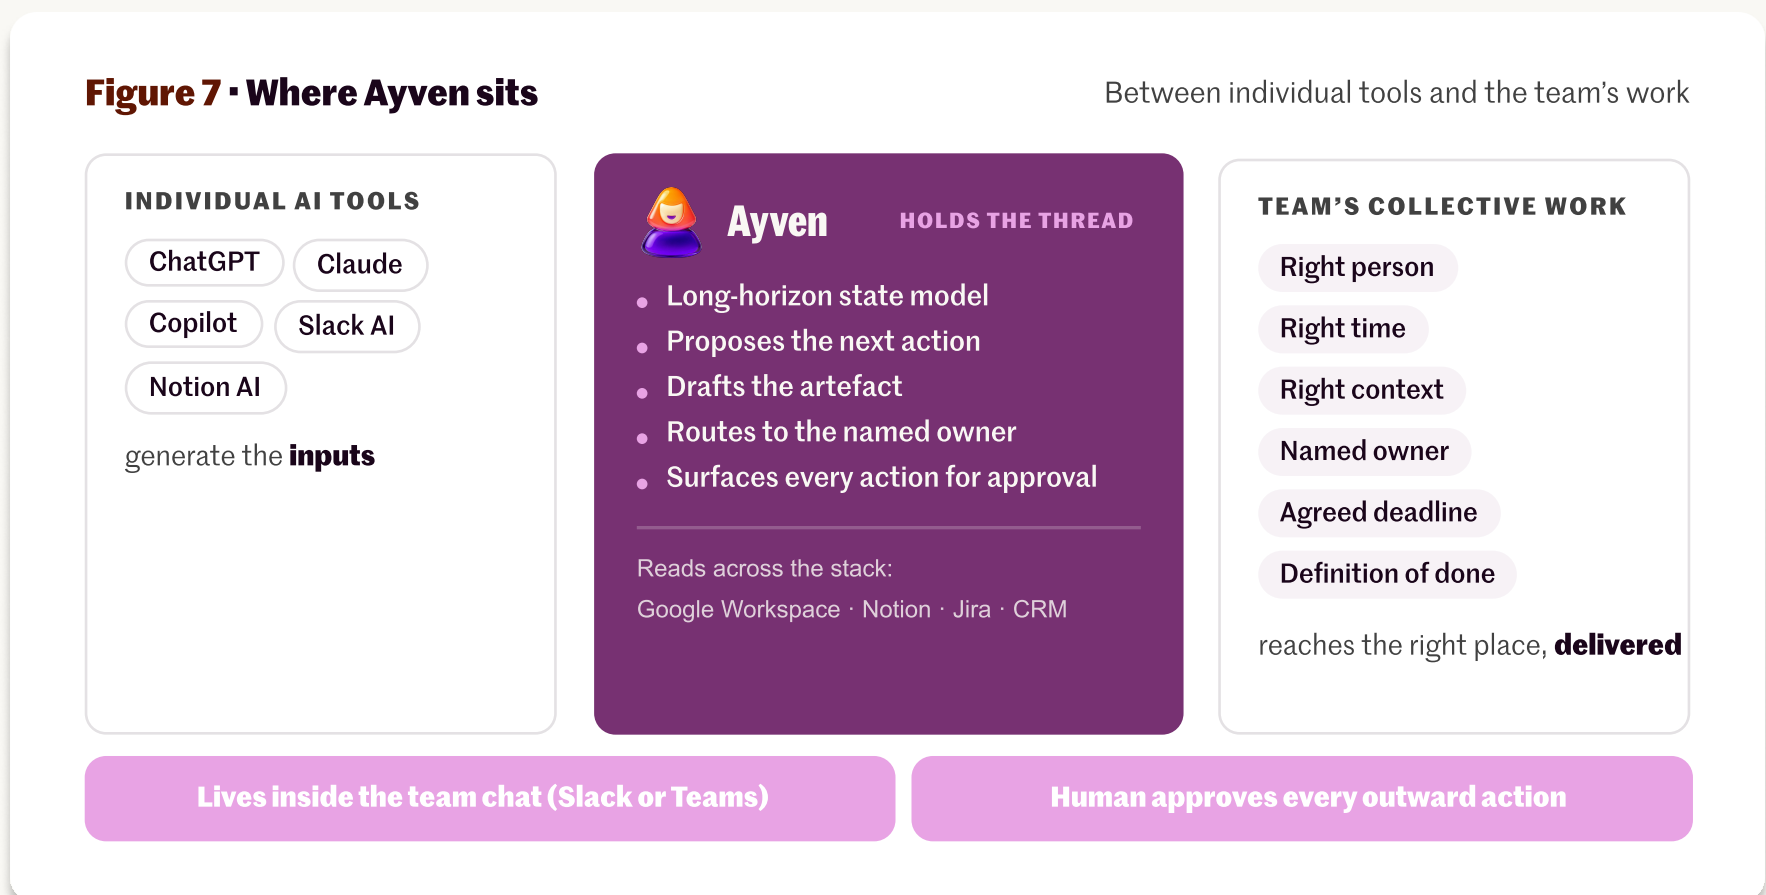 Figure 7 · Where Ayven sits
Between individual tools and the team’s work
INDIVIDUAL AI TOOLS
ChatGPT
Claude
Copilot
Slack AI
Notion AI
generate the inputs
Ayven
HOLDS THE THREAD
• Long-horizon state model
• Proposes the next action
• Drafts the artefact
• Routes to the named owner
• Surfaces every action for approval
Reads across the stack:
Google Workspace · Notion · Jira · CRM
TEAM’S COLLECTIVE WORK
Right person
Right time
Right context
Named owner
Agreed deadline
Definition of done
reaches the right place, delivered
Lives inside the team chat (Slack or Teams)
Human approves every outward action